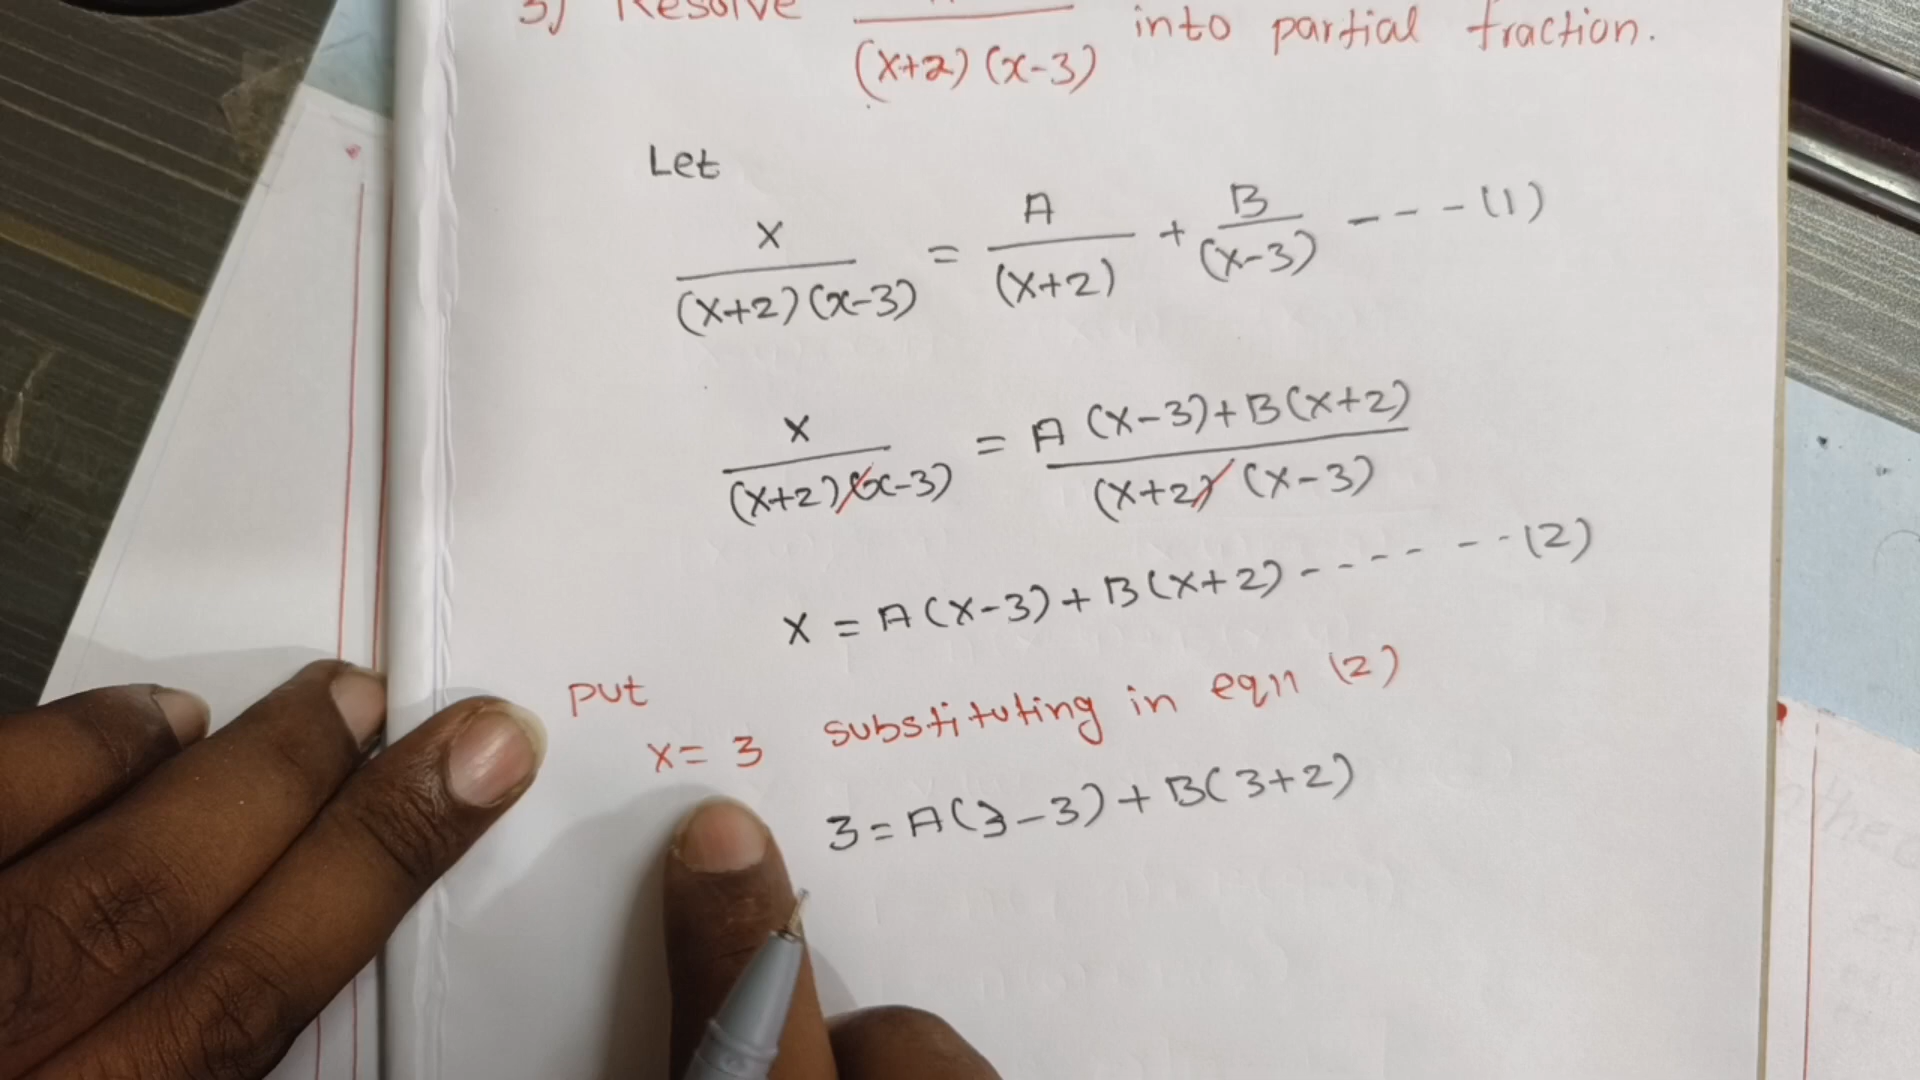 3) Resolve (x+2)(x-3) into partial fraction.
Let
x/(x+2)(x-3) = A/(x+2) + B/(x-3) ---(1)
x/(x+2)(x-3) = A(x-3)+B(x+2)/(x+2)(x-3)
x = A(x-3)+B(x+2)------(2)
put
x=3 substituting in eqn (2)
3=A(3-3)+B(3+2)